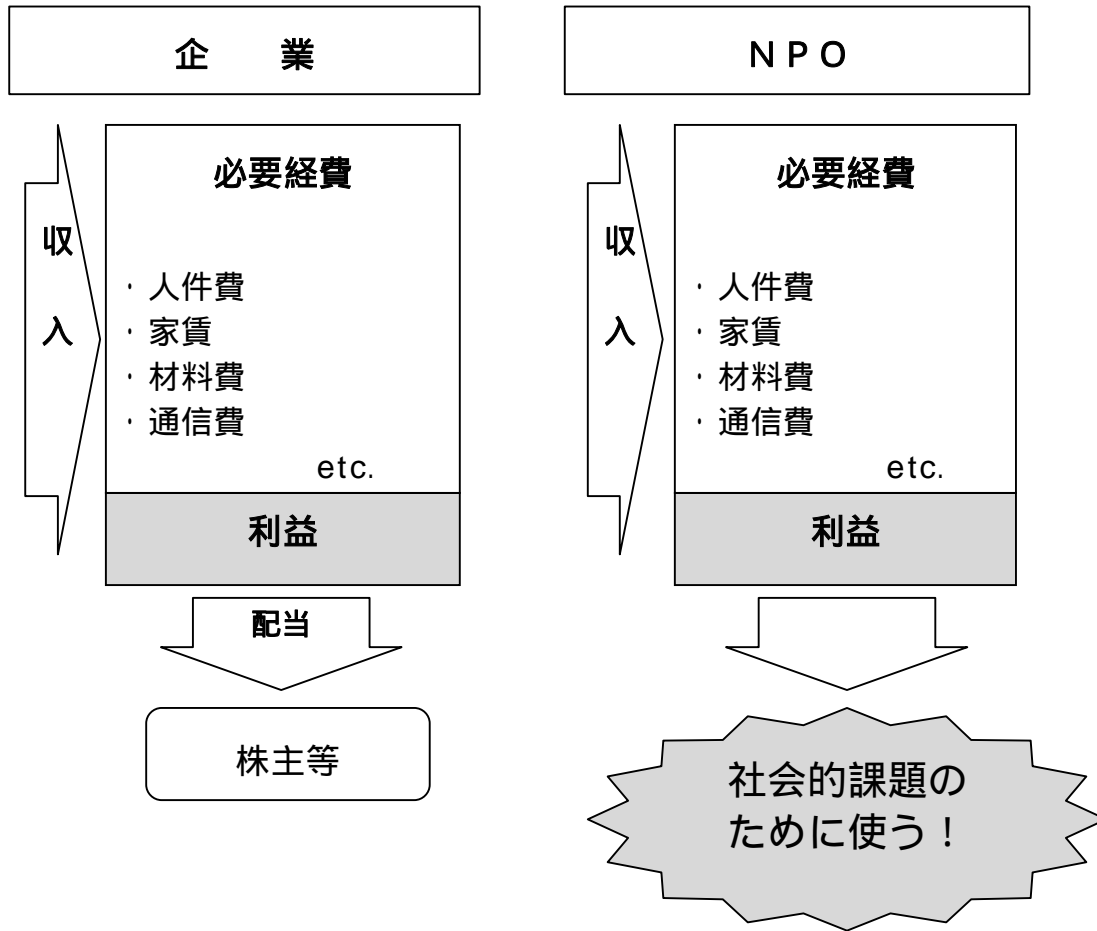 企　業
収
入
必要経費
・人件費
・家賃
・材料費
・通信費
etc.
利益
配当
株主等
ＮＰＯ
収
入
必要経費
・人件費
・家賃
・材料費
・通信費
etc.
利益
社会的課題の
ために使う！